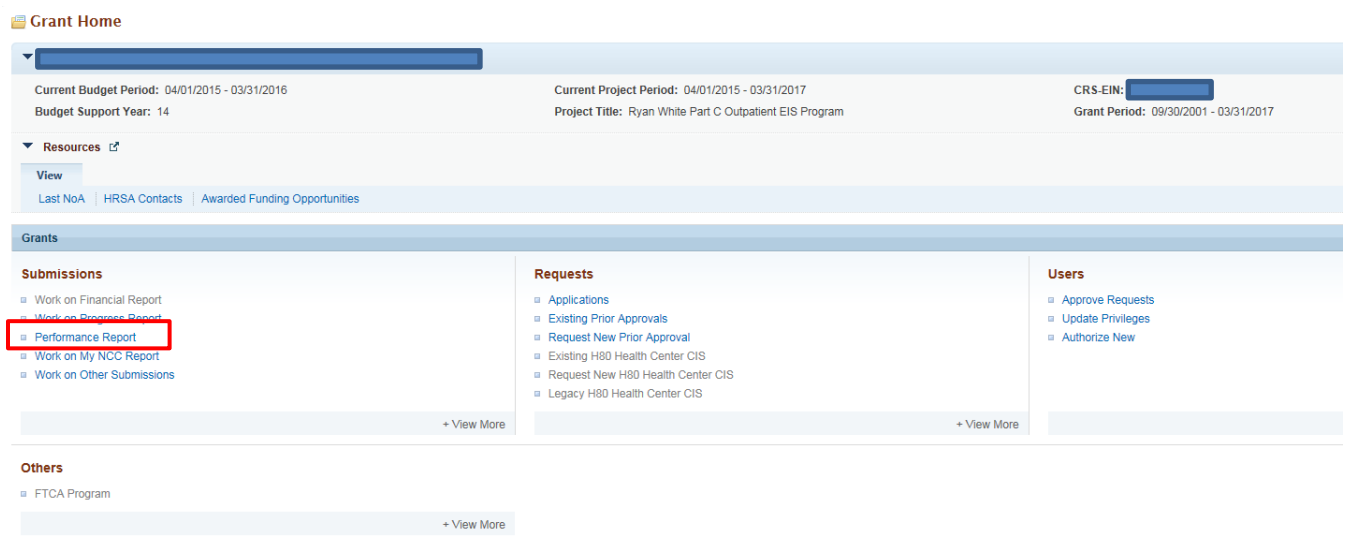 Grant Home
Current Budget Period: 04/01/2015 - 03/31/2016
Current Project Period: 04/01/2015 - 03/31/2017
CRS-EIN:
Budget Support Year: 14
Project Title: Ryan White Part C Outpatient EIS Program
Grant Period: 09/30/2001 - 03/31/2017
Resources
View
Last NoA | HRSA Contacts | Awarded Funding Opportunities
Grants
Submissions
Work on Financial Report
Work on Progress Report
Performance Report
Work on My NCC Report
Work on Other Submissions
+ View More
Requests
Applications
Existing Prior Approvals
Request New Prior Approval
Existing H80 Health Center CIS
Request New H80 Health Center CIS
Legacy H80 Health Center CIS
+ View More
Users
Approve Requests
Update Privileges
Authorize New
Others
FTCA Program
+ View More